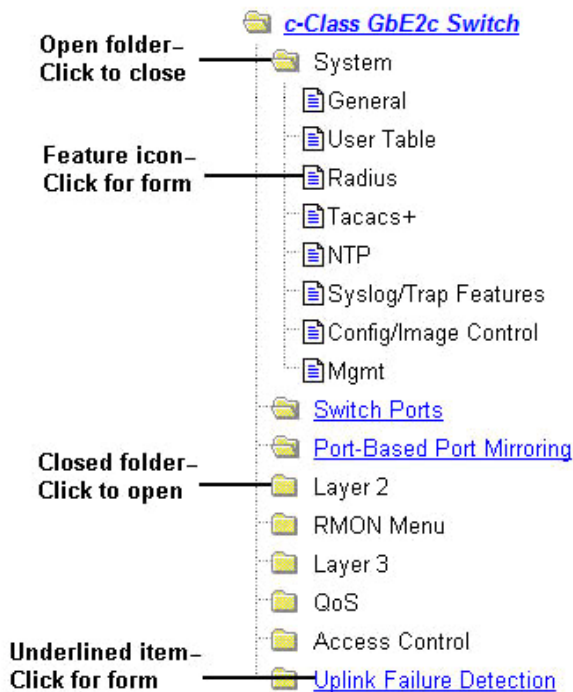 c-Class GbE2c Switch
Open folder–
Click to close
System
General
User Table
Feature icon–
Click for form
Radius
Tacacs+
NTP
Syslog/Trap Features
Config/Image Control
Mgmt
Switch Ports
Port-Based Port Mirroring
Closed folder–
Click to open
Layer 2
RMON Menu
Layer 3
QoS
Access Control
Underlined item–
Click for form
Uplink Failure Detection